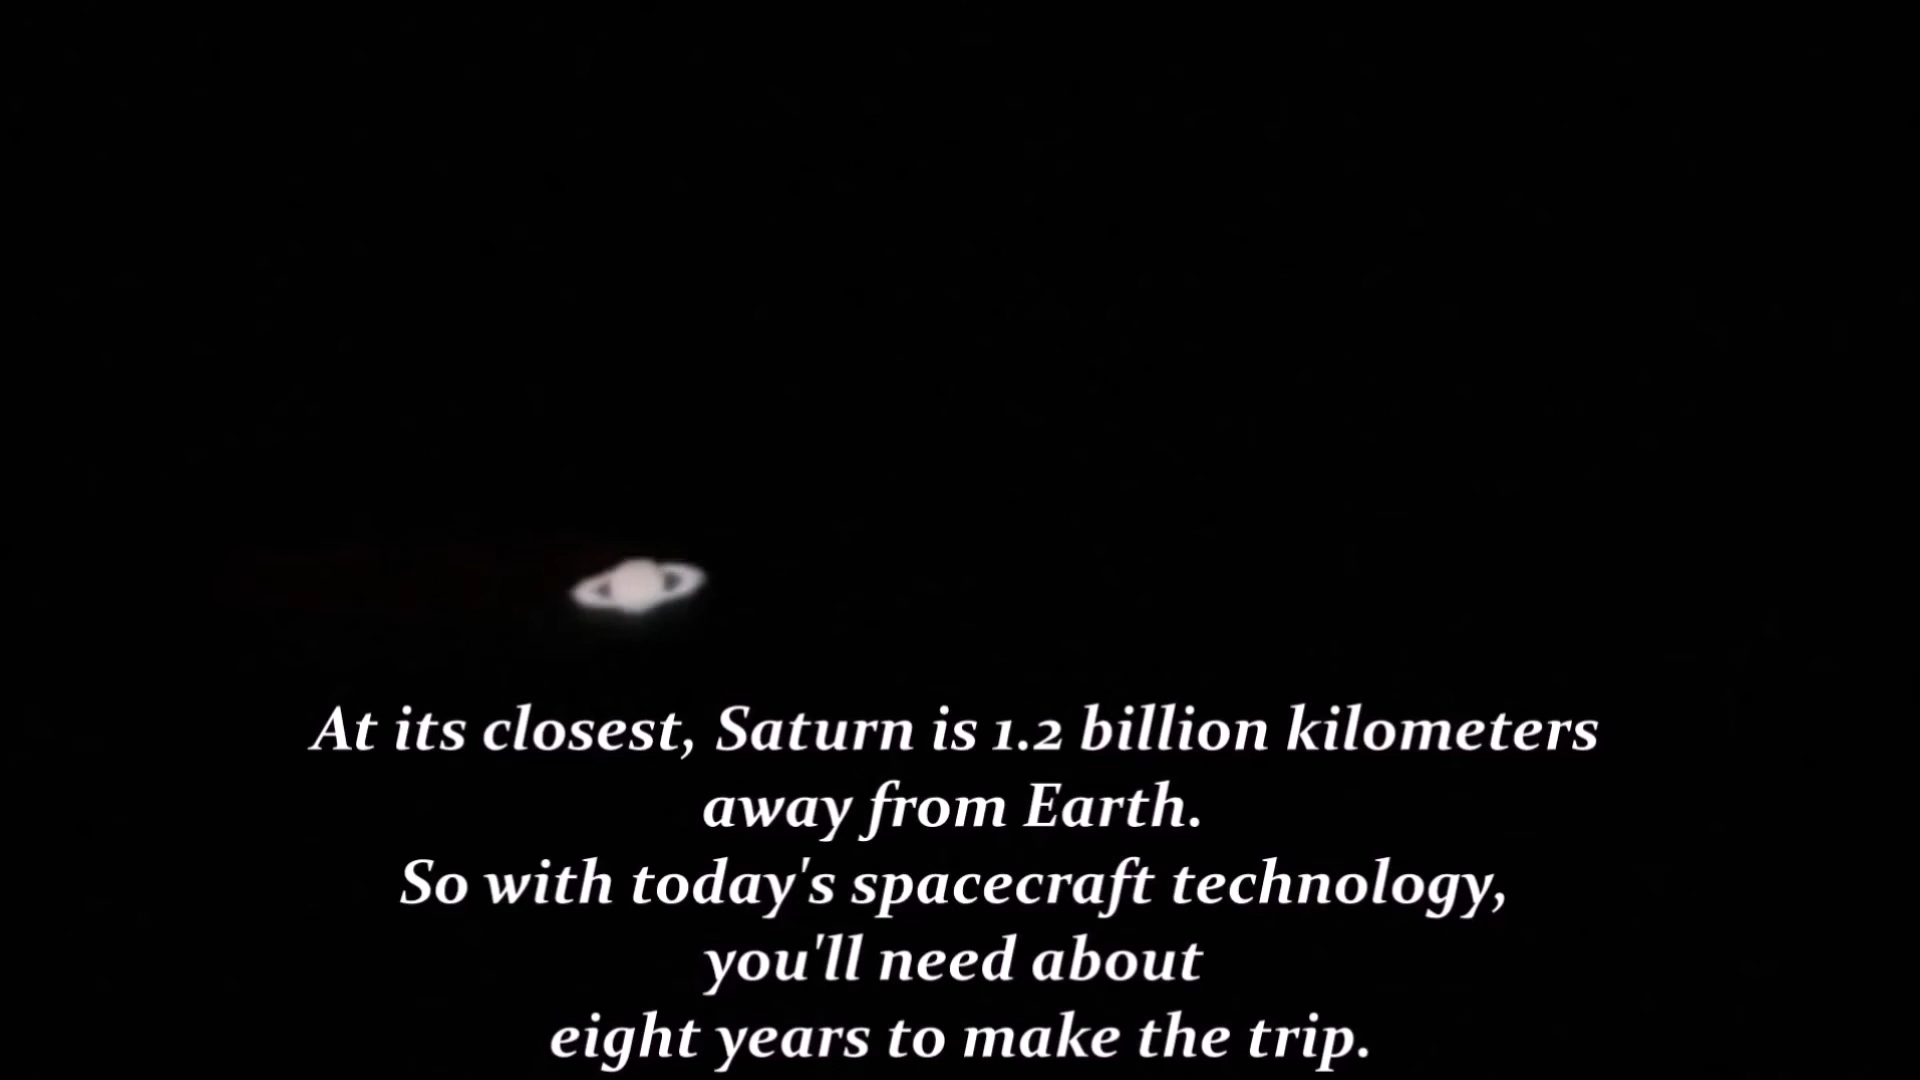 At its closest, Saturn is 1.2 billion kilometers
away from Earth.
So with today's spacecraft technology,
you'll need about
eight years to make the trip.